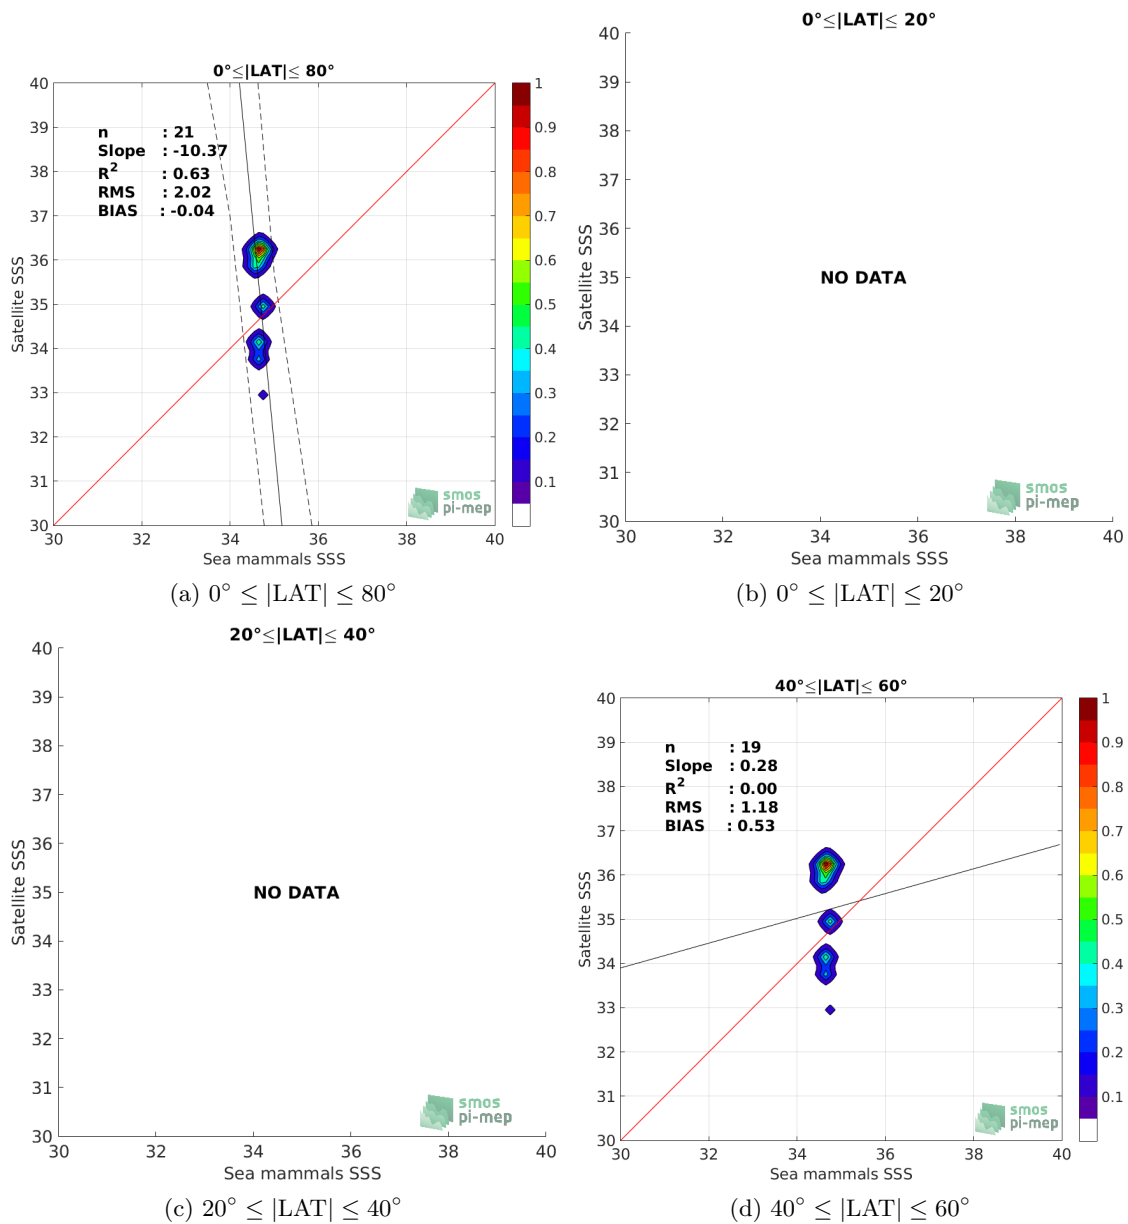 0°≤|LAT|≤ 80°
40
39
38
37
36
35
34
33
32
31
30
Satellite SSS
n : 21
Slope : -10.37
R² : 0.63
RMS : 2.02
BIAS : -0.04
1
0.9
0.8
0.7
0.6
0.5
0.4
0.3
0.2
0.1
smos
pi-mep
30 32 34 36 38 40
Sea mammals SSS
(a) 0° ≤ |LAT| ≤ 80°
0°≤|LAT|≤ 20°
40
39
38
37
36
35
34
33
32
31
30
Satellite SSS
NO DATA
smos
pi-mep
30 32 34 36 38 40
Sea mammals SSS
(b) 0° ≤ |LAT| ≤ 20°
20°≤|LAT|≤ 40°
40
39
38
37
36
35
34
33
32
31
30
Satellite SSS
NO DATA
smos
pi-mep
30 32 34 36 38 40
Sea mammals SSS
(c) 20° ≤ |LAT| ≤ 40°
40°≤|LAT|≤ 60°
40
39
38
37
36
35
34
33
32
31
30
Satellite SSS
n : 19
Slope : 0.28
R² : 0.00
RMS : 1.18
BIAS : 0.53
1
0.9
0.8
0.7
0.6
0.5
0.4
0.3
0.2
0.1
smos
pi-mep
30 32 34 36 38 40
Sea mammals SSS
(d) 40° ≤ |LAT| ≤ 60°